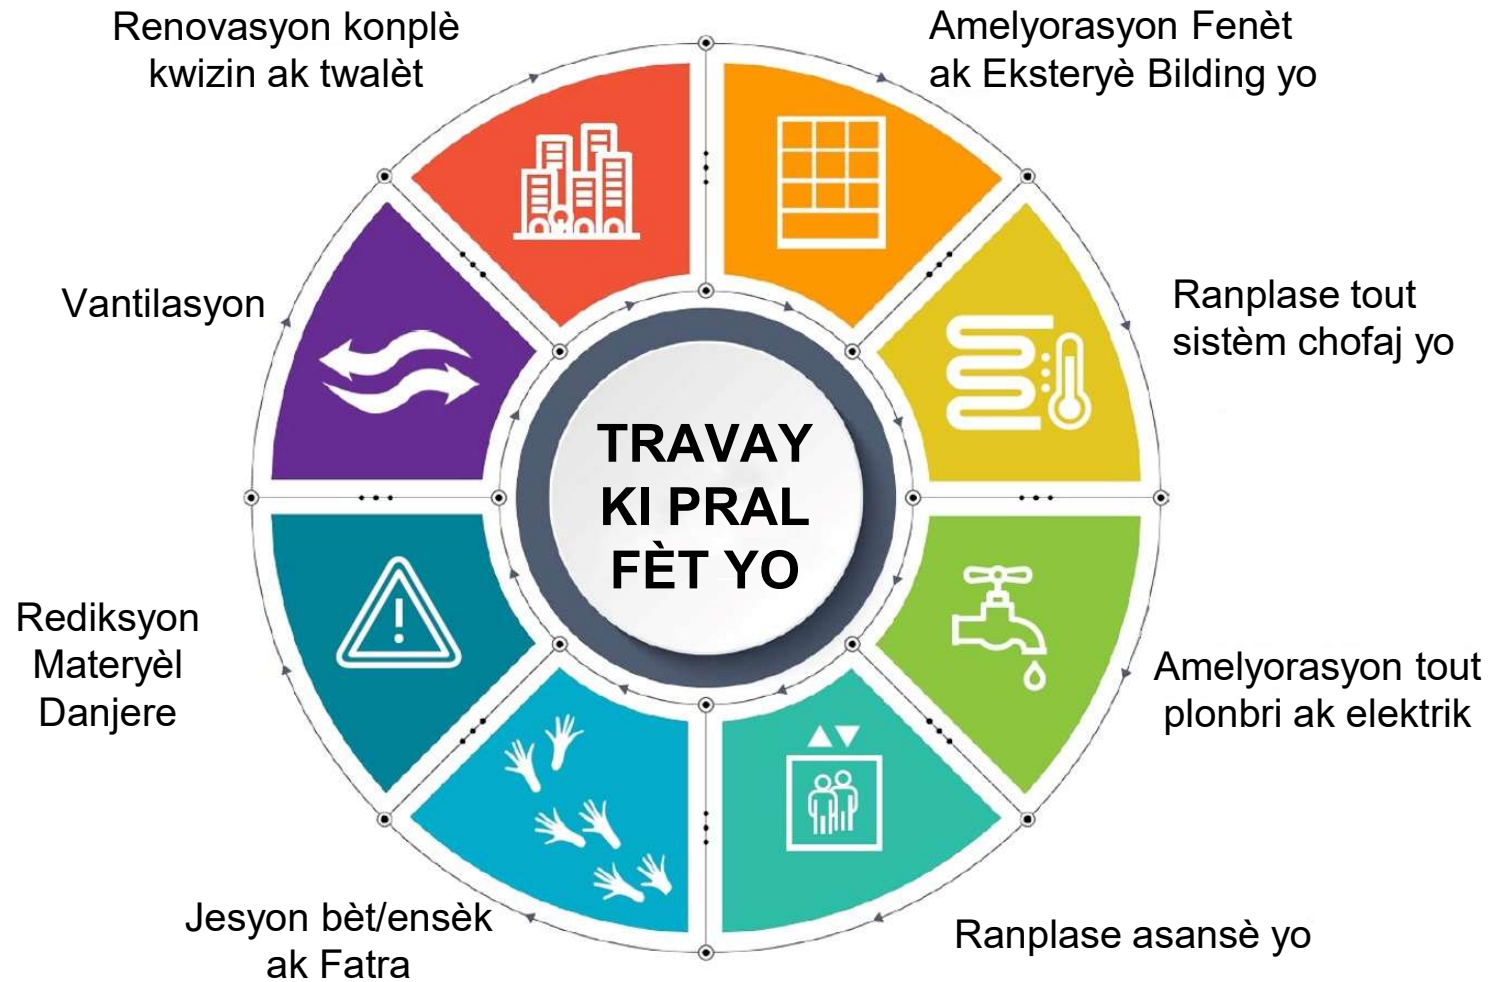 Renovasyon konplè
kwizin ak twalèt
Amelyorasyon Fenèt
ak Eksteryè Bilding yo
Vantilasyon
Ranplase tout
sistèm chofaj yo
TRAVAY
KI PRAL
FÈT YO
Rediksyon
Materyèl
Danjere
Amelyorasyon tout
plonbri ak elektrik
Jesyon bèt/ensèk
ak Fatra
Ranplase asansè yo